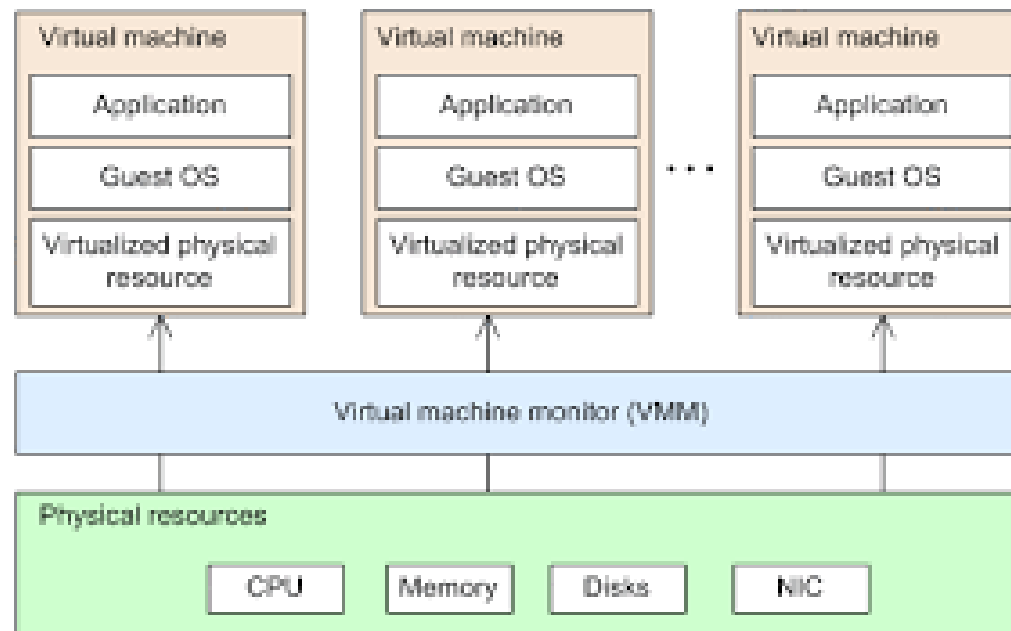 Virtual machine
Application
Guest OS
Virtualized physical
resource
Virtual machine
Application
Guest OS
Virtualized physical
resource
...
Virtual machine
Application
Guest OS
Virtualized physical
resource
Virtual machine monitor (VMM)
Physical resources
CPU
Memory
Disks
NIC